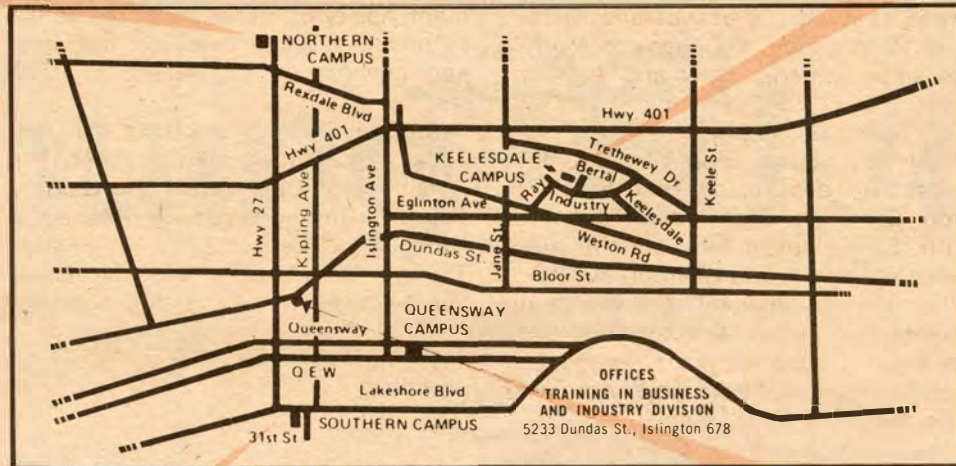 NORTHERN
CAMPUS
Rexdale Blvd
Hwy 401
Hwy. 401
KEELESDALE
CAMPUS
Trethewey Dr
Bertal
Ray
Industry
Keelesdale
Keele St.
Eglinton Ave
Hwy 27
Kipling Ave
Islington Ave
Jane St.
Weston Rd
Dundas St.
Bloor St.
QUEENSWAY
CAMPUS
Queensway
QEW
Lakeshore Blvd
OFFICES
TRAINING IN BUSINESS
AND INDUSTRY DIVISION
5233 Dundas St., Islington 678
31st St
SOUTHERN CAMPUS